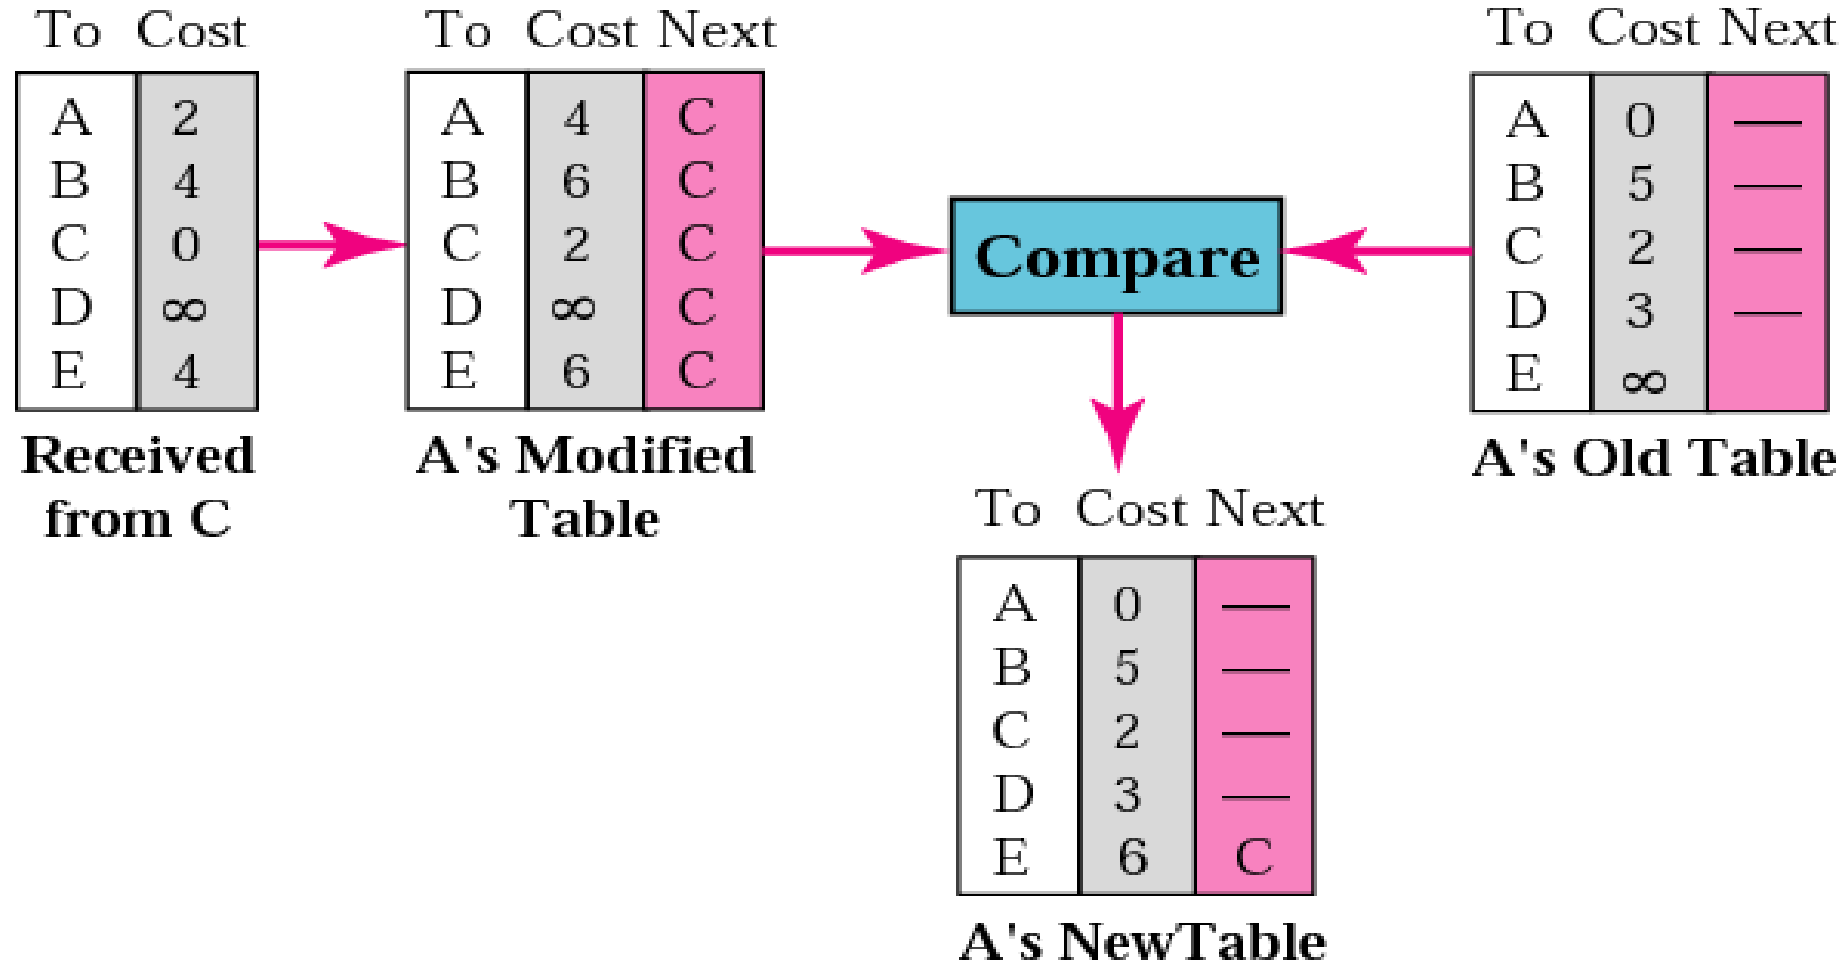 To Cost
A 2
B 4
C 0
D ∞
E 4
Received
from C
To Cost Next
A 4 C
B 6 C
C 2 C
D ∞ C
E 6 C
A's Modified
Table
Compare
To Cost Next
A 0 —
B 5 —
C 2 —
D 3 —
E ∞
A's Old Table
To Cost Next
A 0 —
B 5 —
C 2 —
D 3 —
E 6 C
A's NewTable